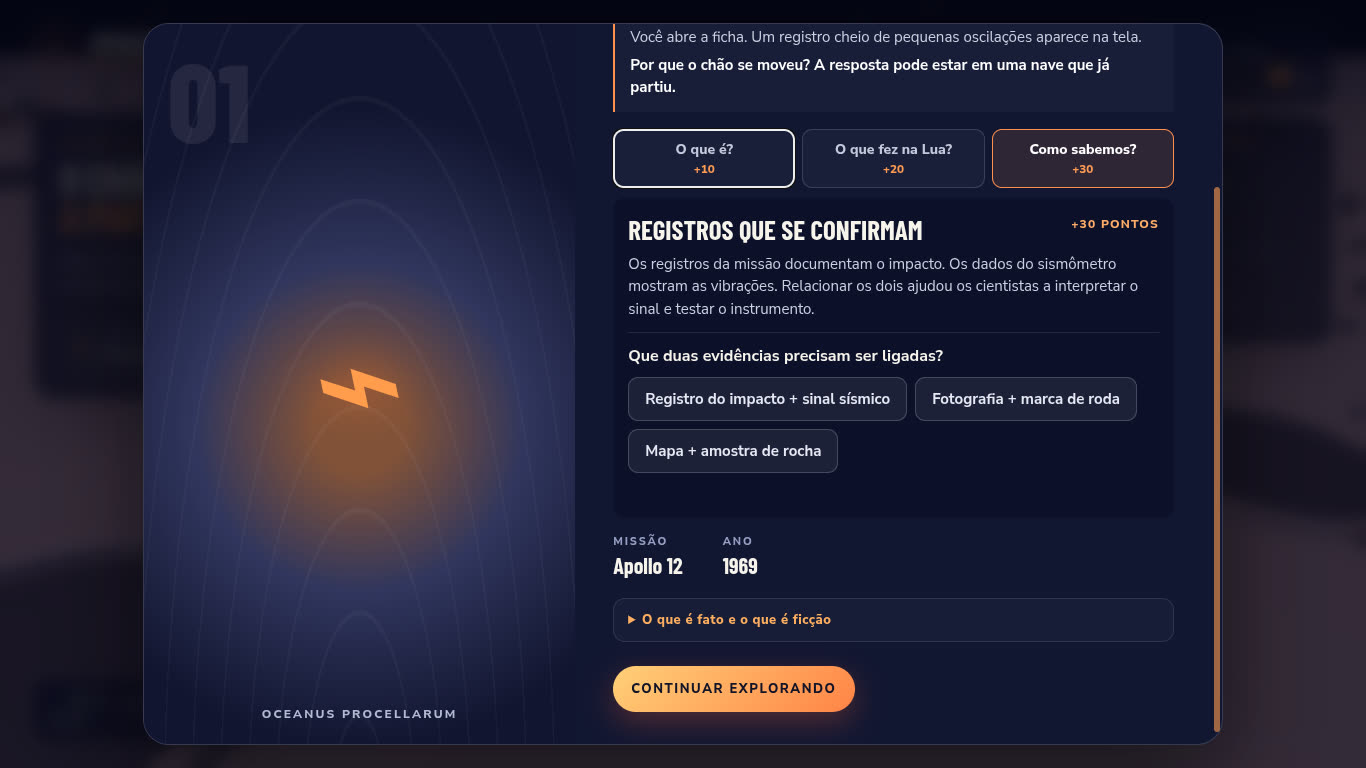 01
Você abre a ficha. Um registro cheio de pequenas oscilações aparece na tela.
Por que o chão se moveu? A resposta pode estar em uma nave que já
partiu.
O que é?
+10
O que fez na Lua?
+20
Como sabemos?
+30
REGISTROS QUE SE CONFIRMAM
+30 PONTOS
Os registros da missão documentam o impacto. Os dados do sismômetro
mostram as vibrações. Relacionar os dois ajudou os cientistas a interpretar o
sinal e testar o instrumento.
Que duas evidências precisam ser ligadas?
Registro do impacto + sinal sísmico
Fotografia + marca de roda
Mapa + amostra de rocha
MISSÃO
Apollo 12
ANO
1969
O que é fato e o que é ficção
CONTINUAR EXPLORANDO
OCEANUS PROCELLARUM